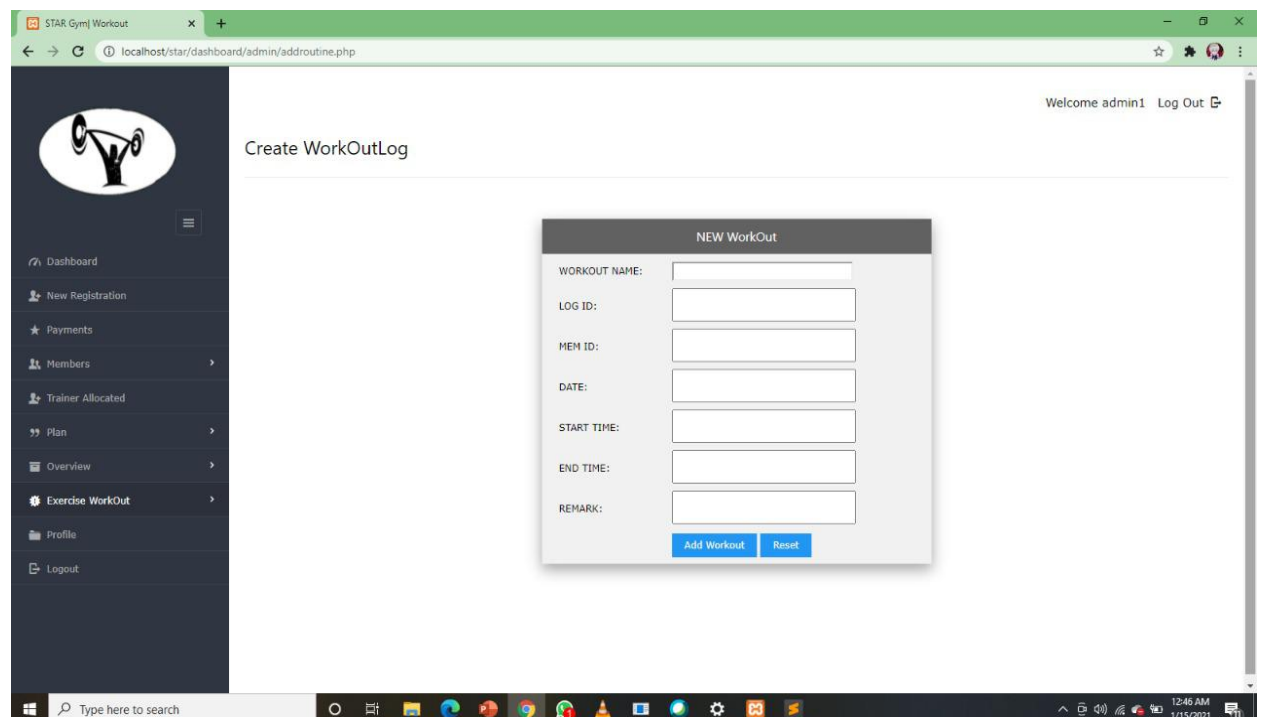 STAR Gym| Workout
localhost/star/dashboard/admin/addroutine.php
Welcome admin1 Log Out
Create WorkOutLog
Dashboard
New Registration
Payments
Members
Trainer Allocated
Plan
Overview
Exercise WorkOut
Profile
Logout
NEW WorkOut
WORKOUT NAME:
LOG ID:
MEM ID:
DATE:
START TIME:
END TIME:
REMARK:
Add Workout Reset
Type here to search
12:46 AM
1/15/2021